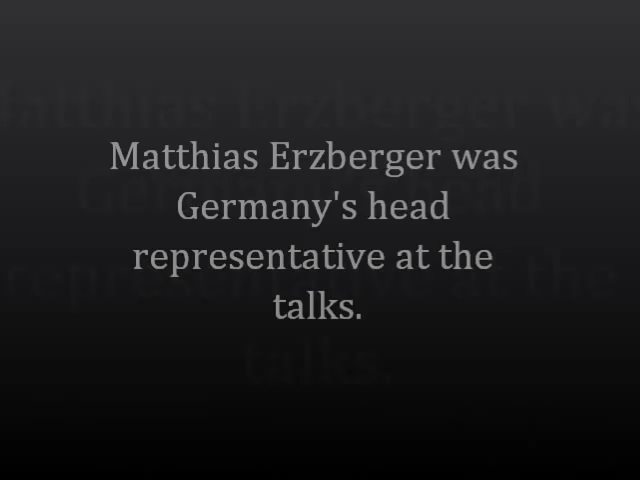 Matthias Erzberger was
Germany's head
representative at the
talks.